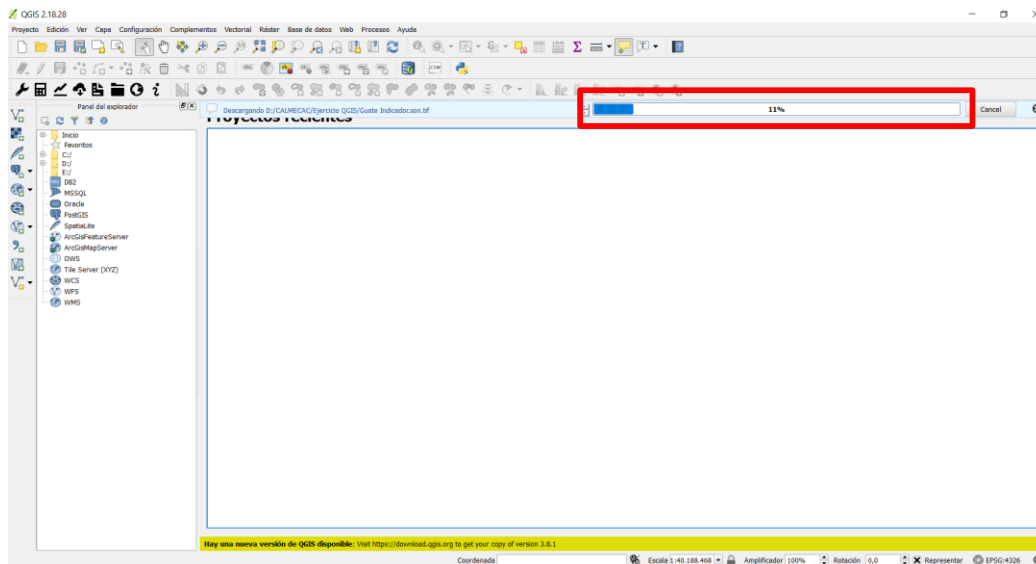 QGIS 2.18.28
Proyecto Edición Ver Capa Configuración Complementos Vectorial Ráster Base de datos Web Procesos Ayuda
Panel del explorador
Descargando D:/CALMECAC/Ejercicio QGIS/Guate Indicador.son.tif
11%
Cancel
Proyectos recientes
Inicio
Favoritos
C:/
D:/
E:/
DB2
MSSQL
Oracle
PostGIS
SpatiaLite
ArcGisFeatureServer
ArcGisMapServer
OWS
Tile Server (XYZ)
WCS
WFS
WMS
Hay una nueva versión de QGIS disponible: Visit https://download.qgis.org to get your copy of version 3.8.1
Coordenada Escala 1:40.188.468 Amplificador 100% Rotación 0,0 Representar EPSG:4326